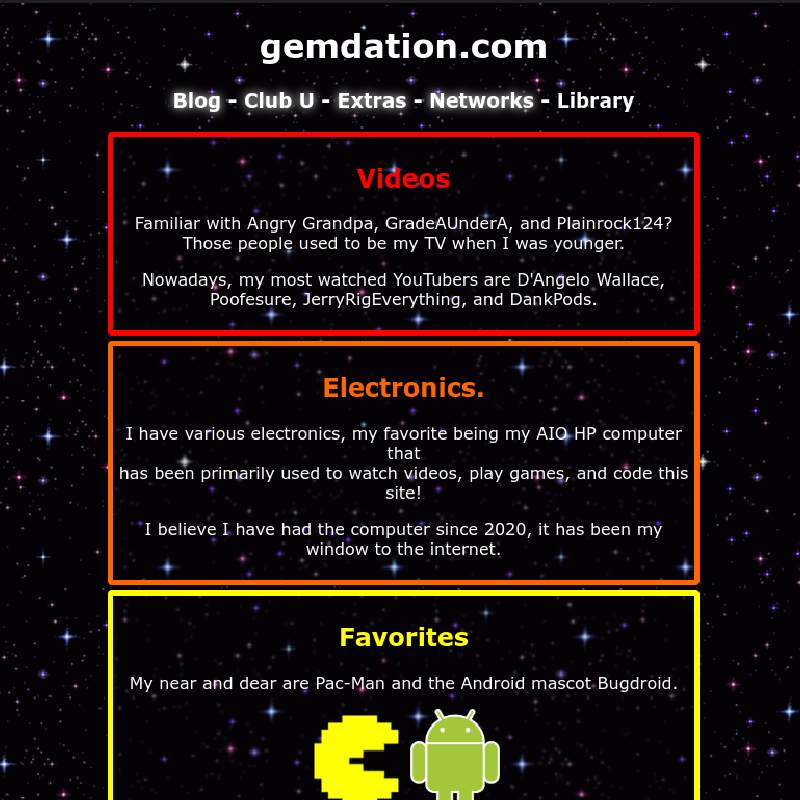 gemdation.com
Blog - Club U - Extras - Networks - Library
Videos
Familiar with Angry Grandpa, GradeAUnderA, and Plainrock124?
Those people used to be my TV when I was younger.
Nowadays, my most watched YouTubers are D'Angelo Wallace,
Poofesure, JerryRigEverything, and DankPods.
Electronics.
I have various electronics, my favorite being my AIO HP computer
that
has been primarily used to watch videos, play games, and code this
site!
I believe I have had the computer since 2020, it has been my
window to the internet.
Favorites
My near and dear are Pac-Man and the Android mascot Bugdroid.